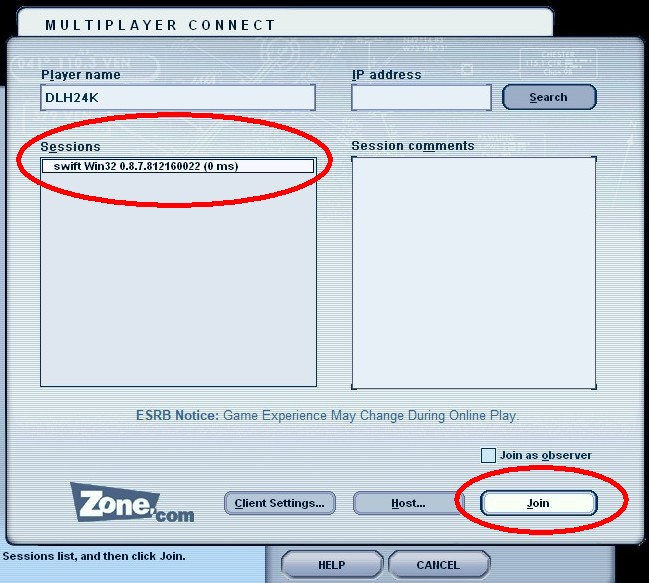 MULTIPLAYER CONNECT
Player name
IP address
DLH24K
Search
Sessions
Session comments
swift Win32 0.8.7.812160022 (0 ms)
ESRB Notice: Game Experience May Change During Online Play.
Join as observer
Zone.com
Client Settings...
Host...
Join
Sessions list, and then click Join.
HELP
CANCEL